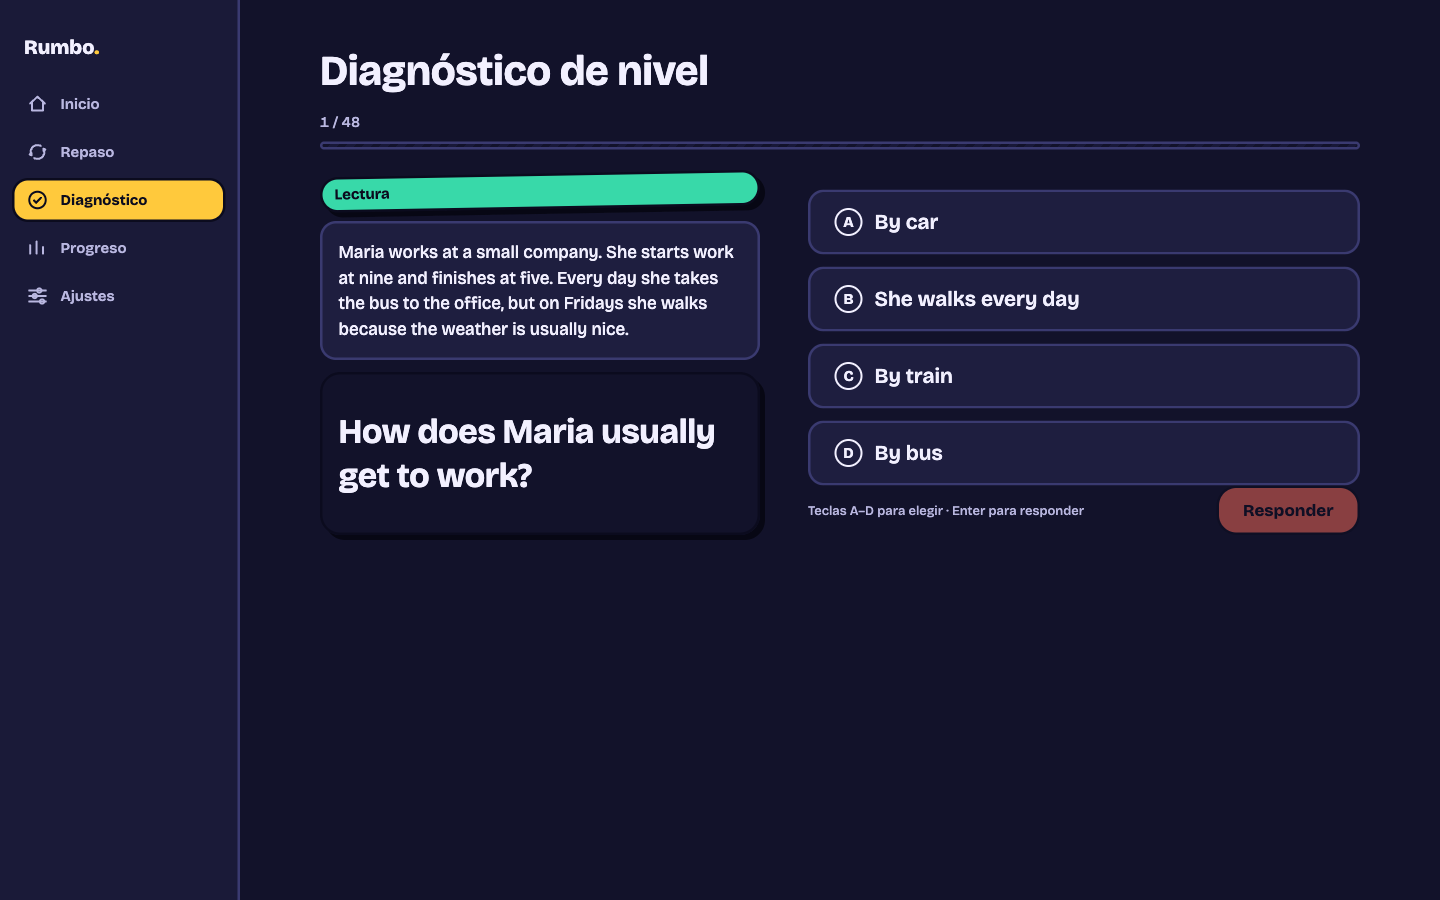 Rumbo.
Inicio
Repaso
Diagnóstico
Progreso
Ajustes
Diagnóstico de nivel
1 / 48
Lectura
Maria works at a small company. She starts work
at nine and finishes at five. Every day she takes
the bus to the office, but on Fridays she walks
because the weather is usually nice.
How does Maria usually
get to work?
A By car
B She walks every day
C By train
D By bus
Teclas A–D para elegir · Enter para responder
Responder